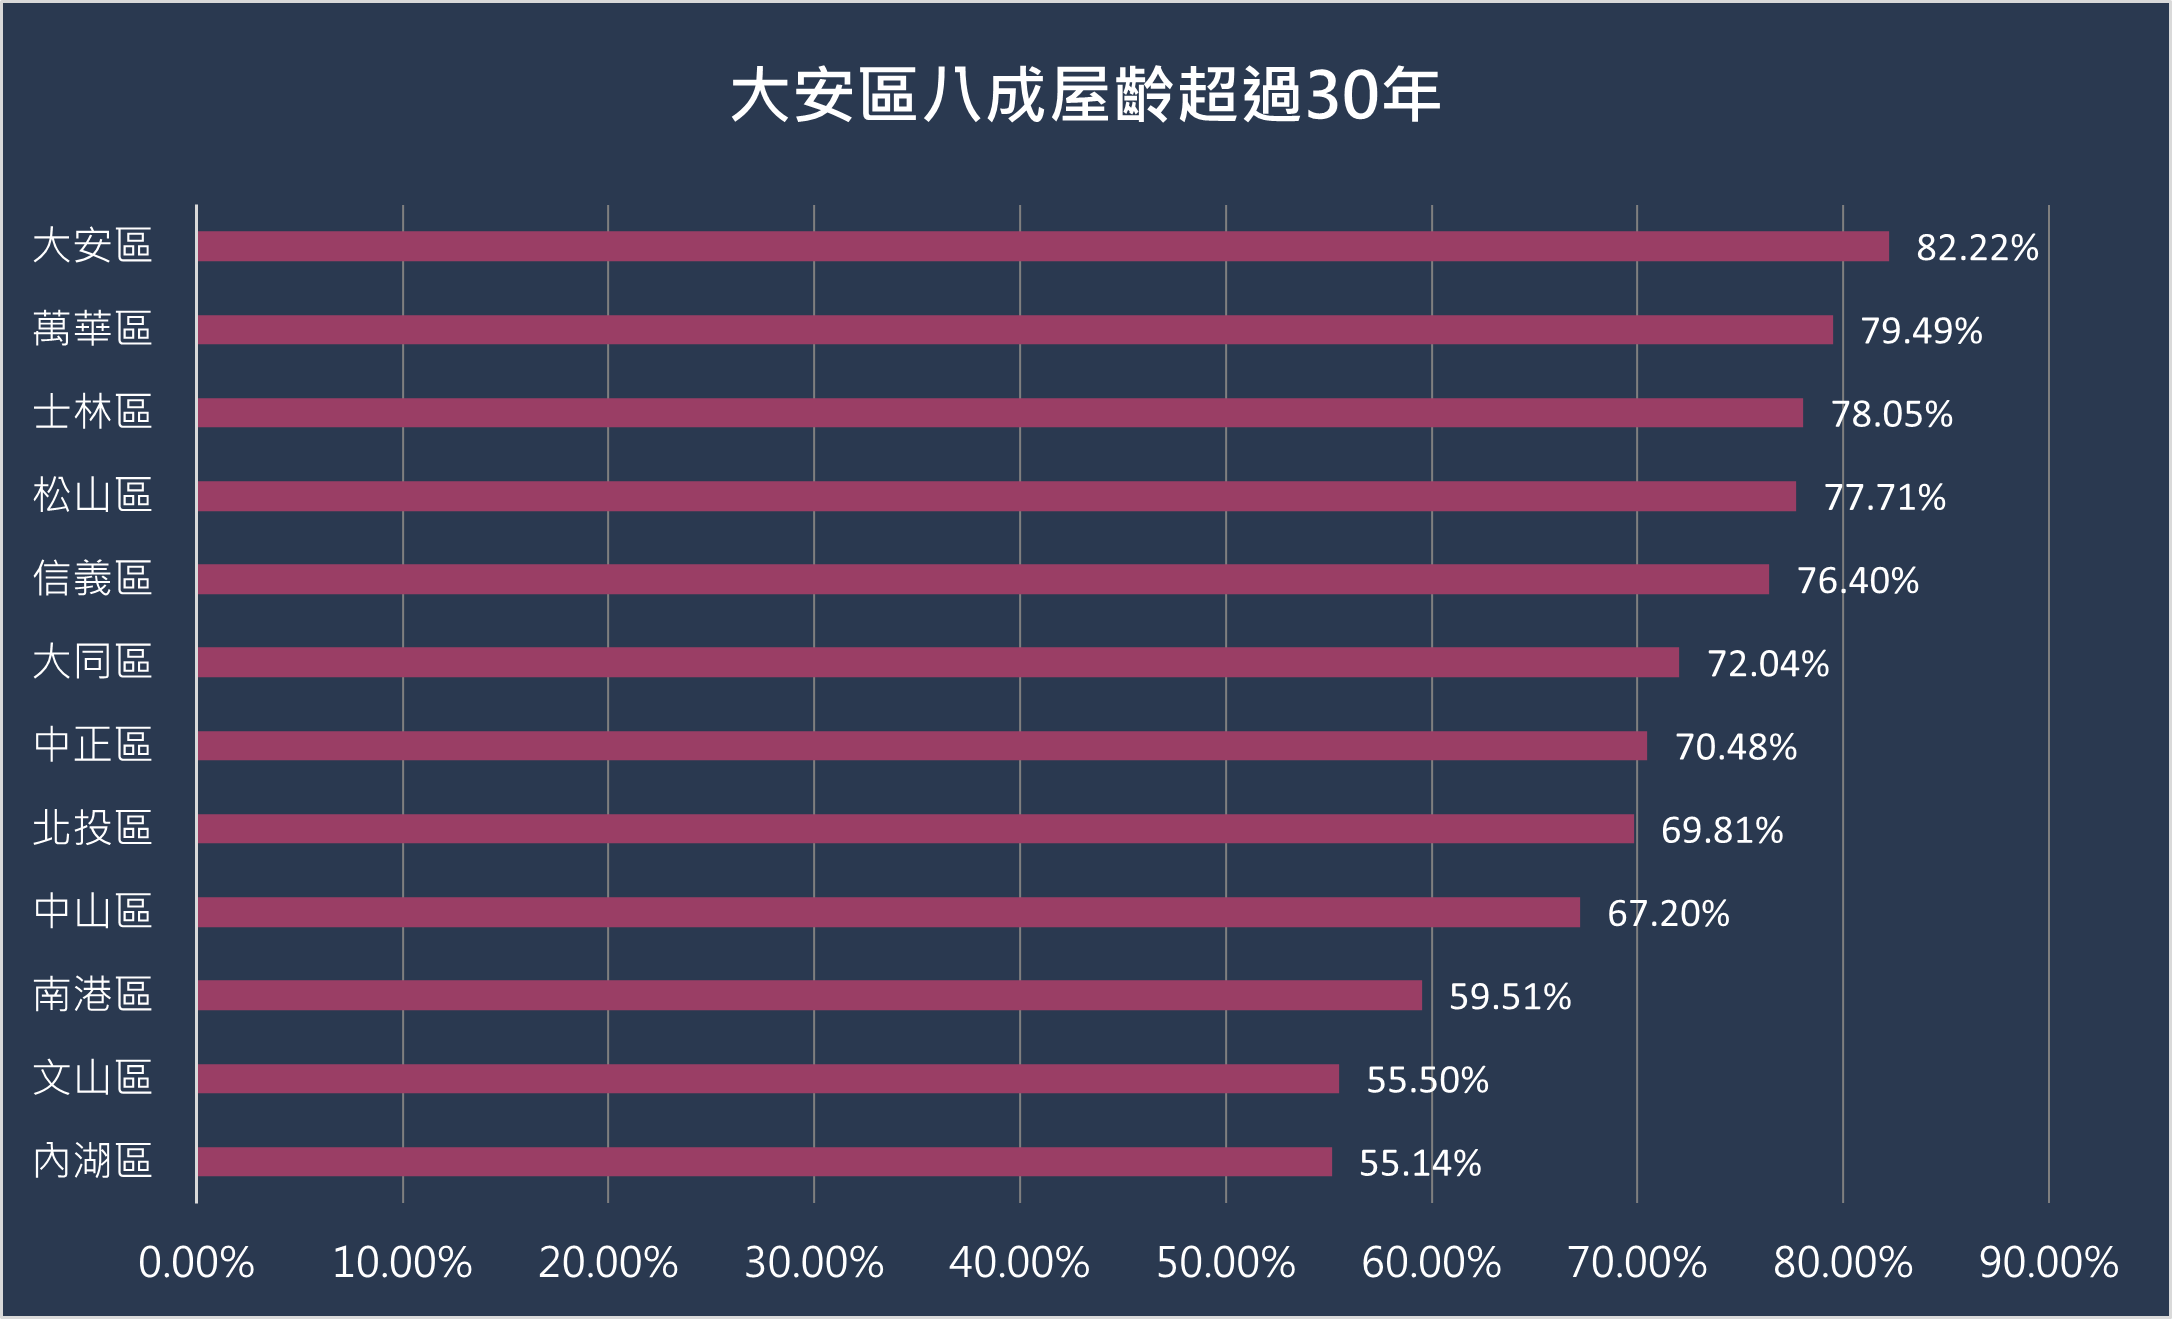 大安區八成屋齡超過30年
大安區 82.22%
萬華區 79.49%
士林區 78.05%
松山區 77.71%
信義區 76.40%
大同區 72.04%
中正區 70.48%
北投區 69.81%
中山區 67.20%
南港區 59.51%
文山區 55.50%
內湖區 55.14%
0.00% 10.00% 20.00% 30.00% 40.00% 50.00% 60.00% 70.00% 80.00% 90.00%